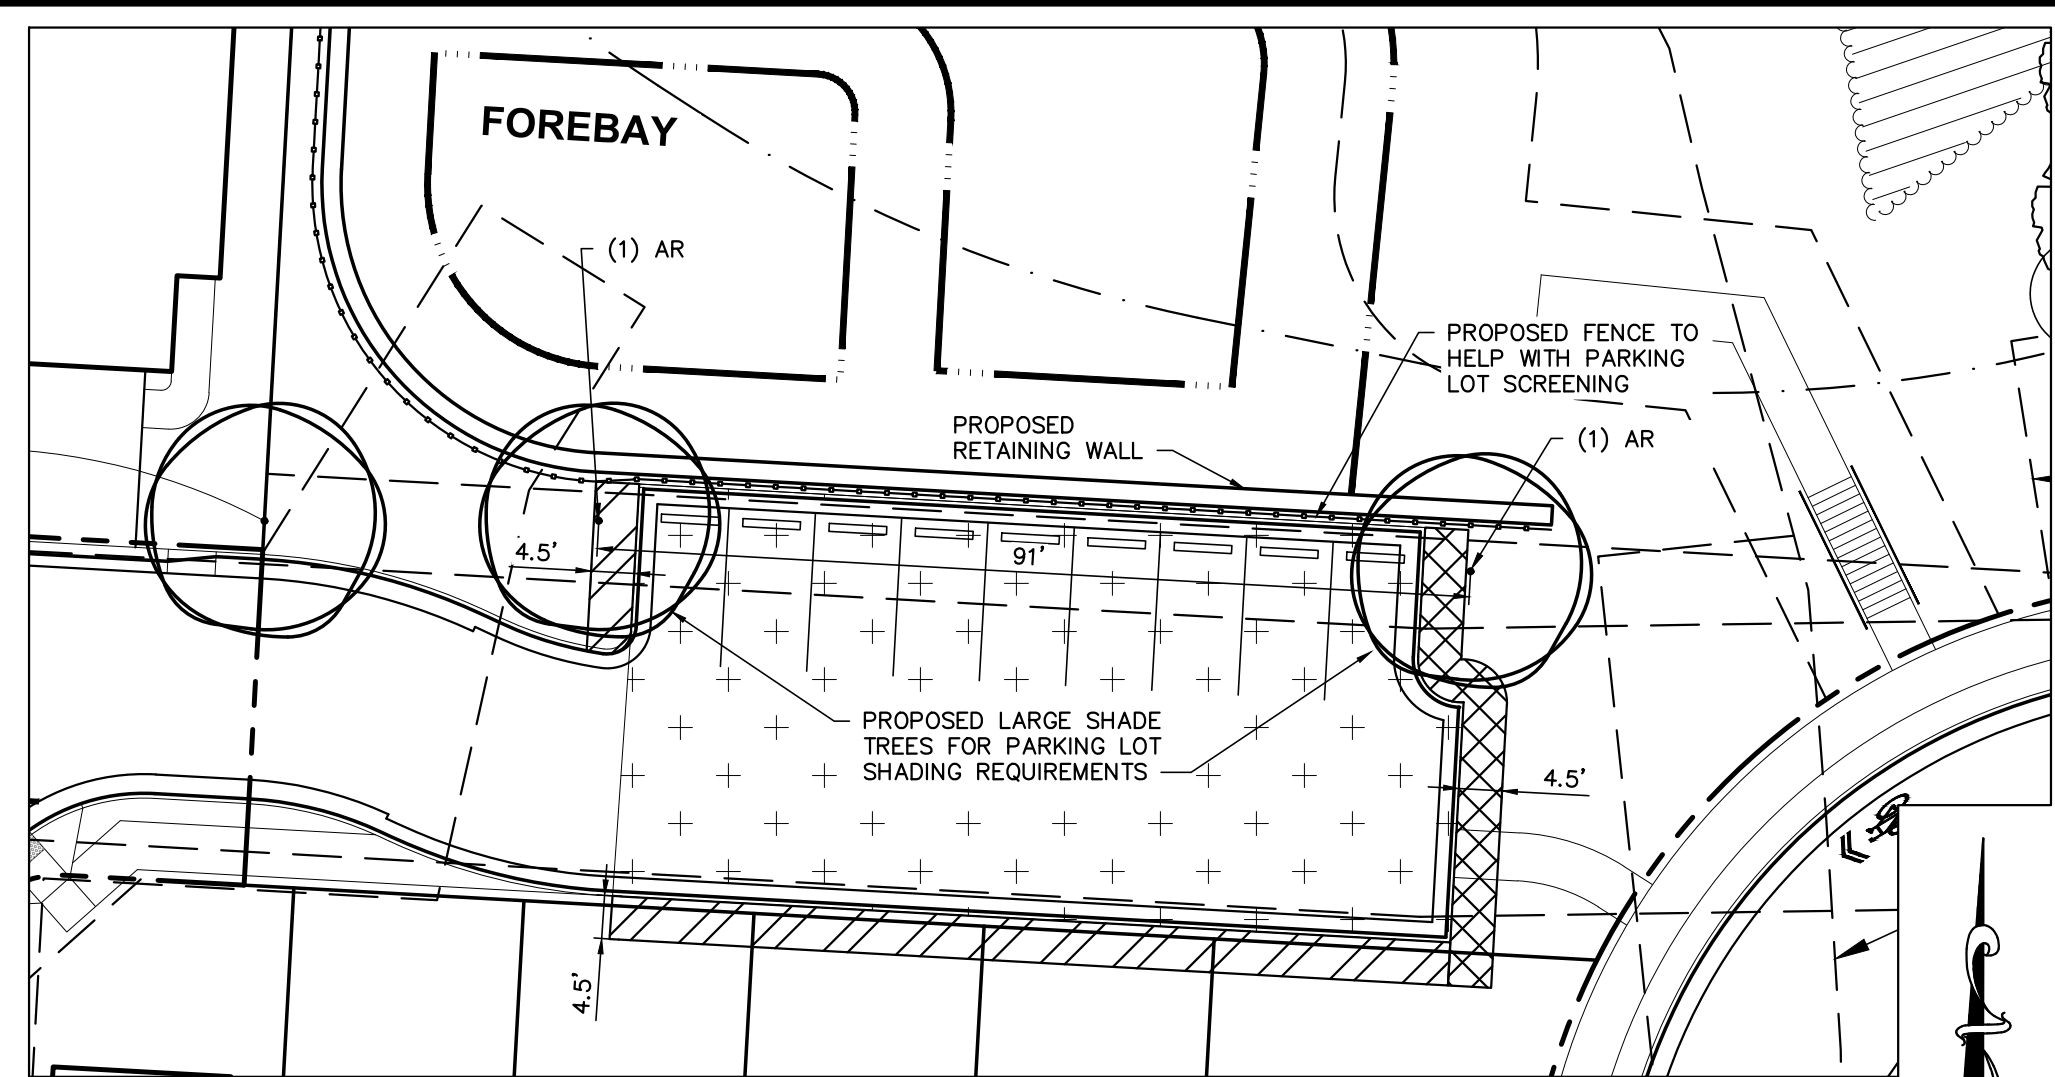 FOREBAY
(1) AR
PROPOSED FENCE TO
HELP WITH PARKING
LOT SCREENING
PROPOSED
RETAINING WALL
(1) AR
4.5'
91'
PROPOSED LARGE SHADE
TREES FOR PARKING LOT
SHADING REQUIREMENTS
4.5'
4.5'